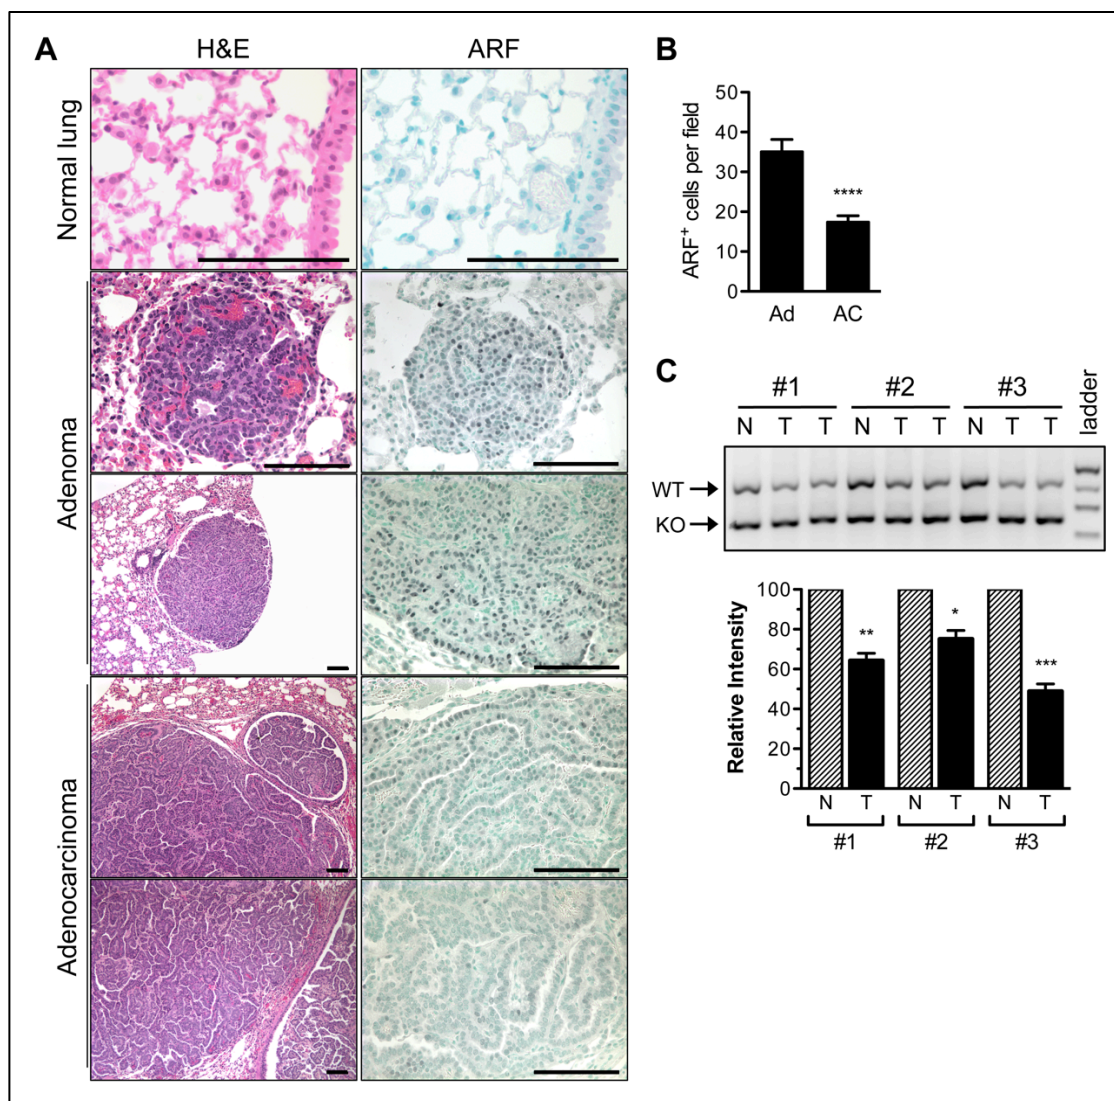 A
H&E
ARF
Normal lung
Adenoma
Adenocarcinoma
B
ARF+ cells per field
50
40
30
20
10
0
****
Ad
AC
C
#1
#2
#3
ladder
N
T
T
N
T
T
N
T
T
WT
KO
Relative Intensity
100
80
60
40
20
0
**
*
***
N
T
N
T
N
T
#1
#2
#3